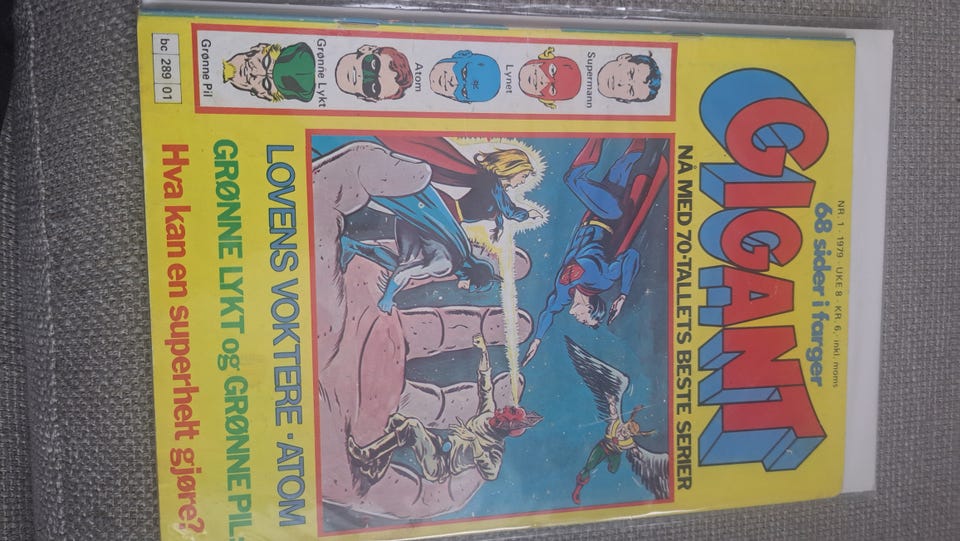 GIGANT
NR. 1 - 1979 · UKE 8 · KR. 6, inkl. moms
68 sider i farger
NÅ MED 70-TALLETS BESTE SERIER
Supermann
Lynet
Atom
Grønne Lykt
Grønne Pil
LOVENS VOKTERE · ATOM
GRØNNE LYKT og GRØNNE PIL:
Hva kan en superhelt gjøre?
bc 289 01